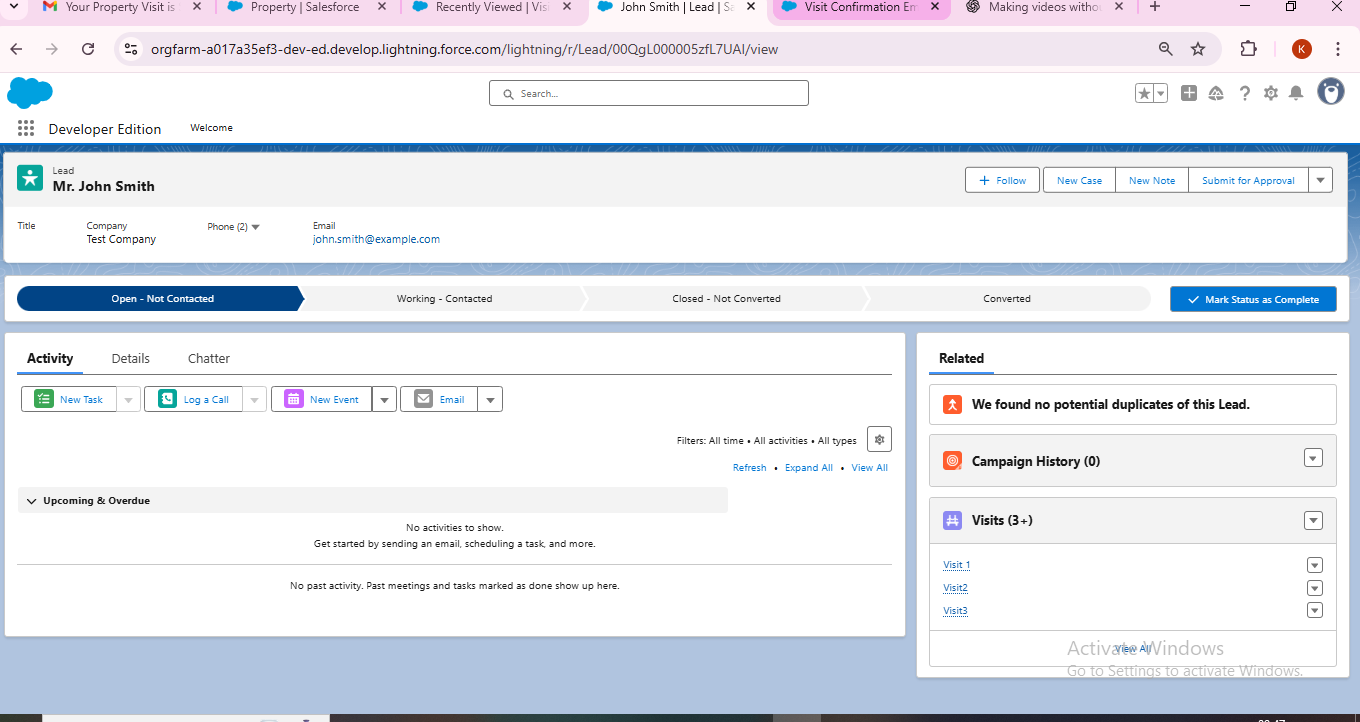 Your Property Visit is
Property | Salesforce
Recently Viewed | Visi
John Smith | Lead | Sa
Visit Confirmation Em
Making videos withou
orgfarm-a017a35ef3-dev-ed.develop.lightning.force.com/lightning/r/Lead/00QgL000005zfL7UAI/view
K
Search...
Developer Edition
Welcome
Lead
Mr. John Smith
Follow
New Case
New Note
Submit for Approval
Title
Company
Test Company
Phone (2)
Email
john.smith@example.com
Open - Not Contacted
Working - Contacted
Closed - Not Converted
Converted
Mark Status as Complete
Activity
Details
Chatter
New Task
Log a Call
New Event
Email
Filters: All time • All activities • All types
Refresh • Expand All • View All
Upcoming & Overdue
No activities to show.
Get started by sending an email, scheduling a task, and more.
No past activity. Past meetings and tasks marked as done show up here.
Related
We found no potential duplicates of this Lead.
Campaign History (0)
Visits (3+)
Visit 1
Visit2
Visit3
View All
Activate Windows
Go to Settings to activate Windows.